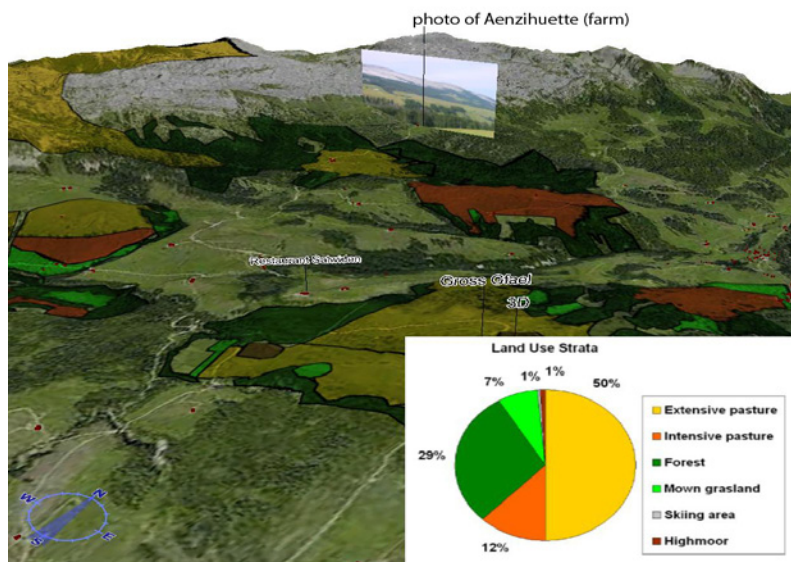 photo of Aenzihuette (farm)
Restaurant Salwidun
Gross Gfael
3D
Land Use Strata
7%
1%
1%
50%
29%
12%
Extensive pasture
Intensive pasture
Forest
Mown grasland
Skiing area
Highmoor
W
N
S
E